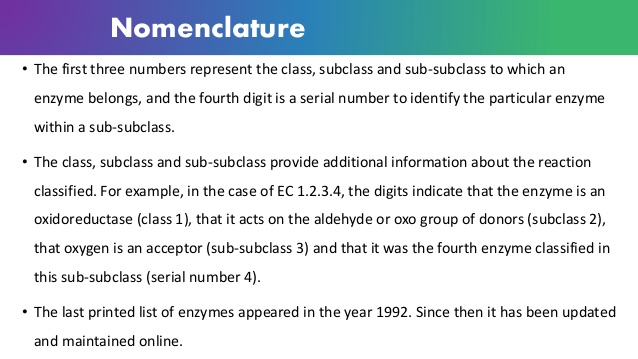 Nomenclature
• The first three numbers represent the class, subclass and sub-subclass to which an
enzyme belongs, and the fourth digit is a serial number to identify the particular enzyme
within a sub-subclass.
• The class, subclass and sub-subclass provide additional information about the reaction
classified. For example, in the case of EC 1.2.3.4, the digits indicate that the enzyme is an
oxidoreductase (class 1), that it acts on the aldehyde or oxo group of donors (subclass 2),
that oxygen is an acceptor (sub-subclass 3) and that it was the fourth enzyme classified in
this sub-subclass (serial number 4).
• The last printed list of enzymes appeared in the year 1992. Since then it has been updated
and maintained online.